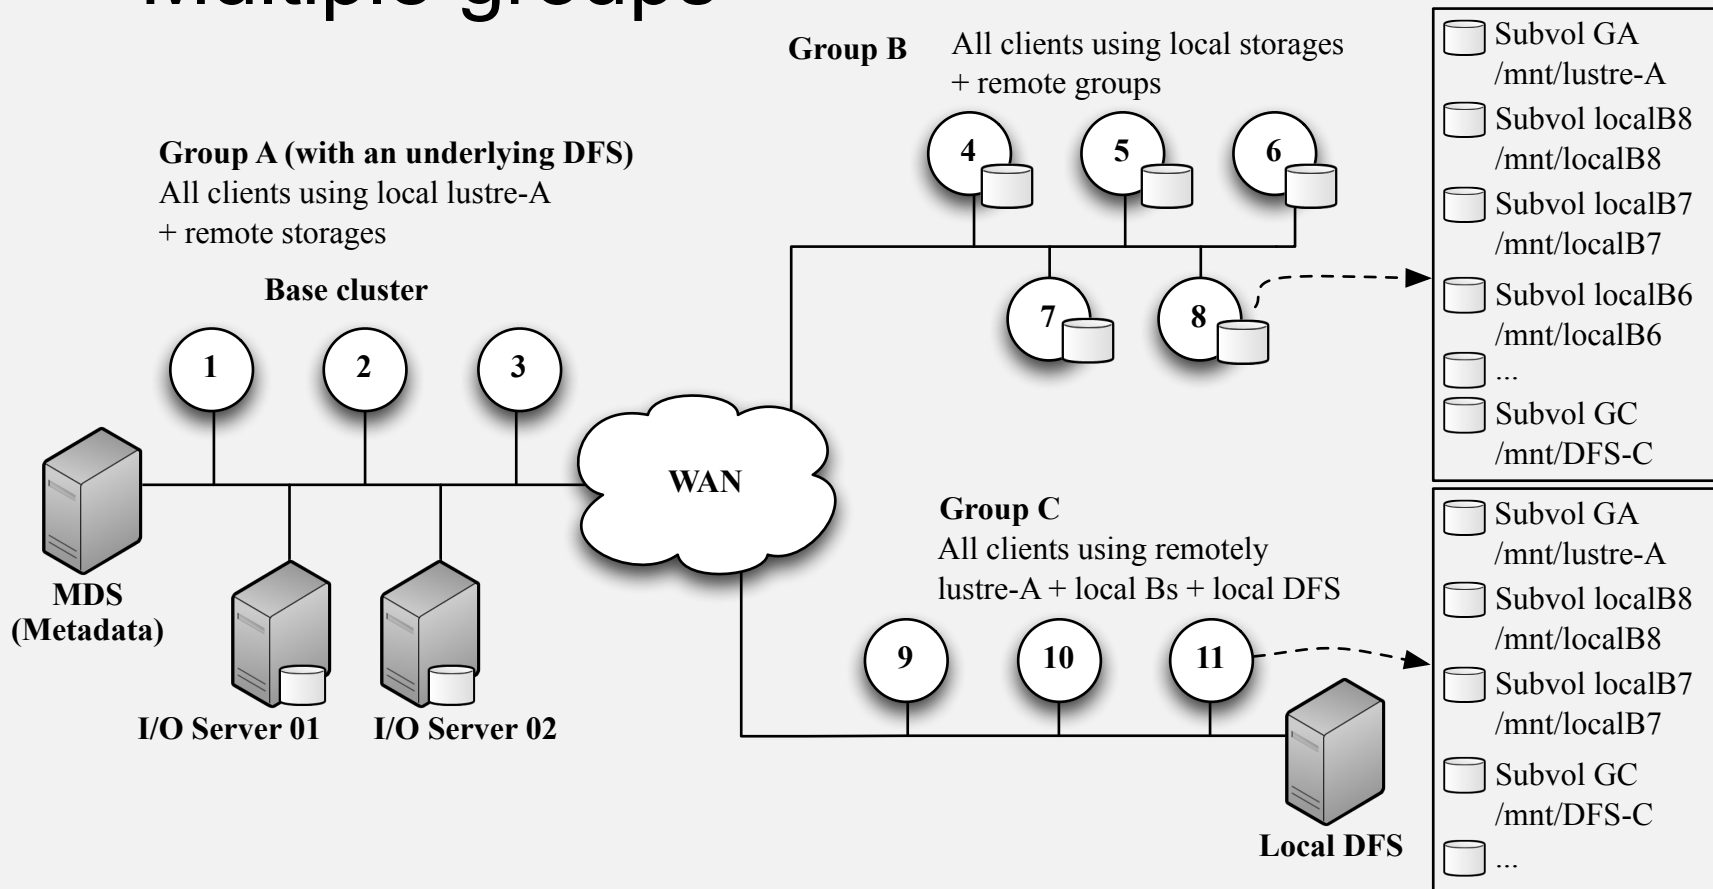 Multiple groups
Group A (with an underlying DFS)
All clients using local lustre-A
+ remote storages
Base cluster
1
2
3
MDS
(Metadata)
I/O Server 01
I/O Server 02
WAN
Group B
All clients using local storages
+ remote groups
4
5
6
7
8
Group C
All clients using remotely
lustre-A + local Bs + local DFS
9
10
11
Local DFS
Subvol GA
/mnt/lustre-A
Subvol localB8
/mnt/localB8
Subvol localB7
/mnt/localB7
Subvol localB6
/mnt/localB6
...
Subvol GC
/mnt/DFS-C
Subvol GA
/mnt/lustre-A
Subvol localB8
/mnt/localB8
Subvol localB7
/mnt/localB7
Subvol GC
/mnt/DFS-C
...